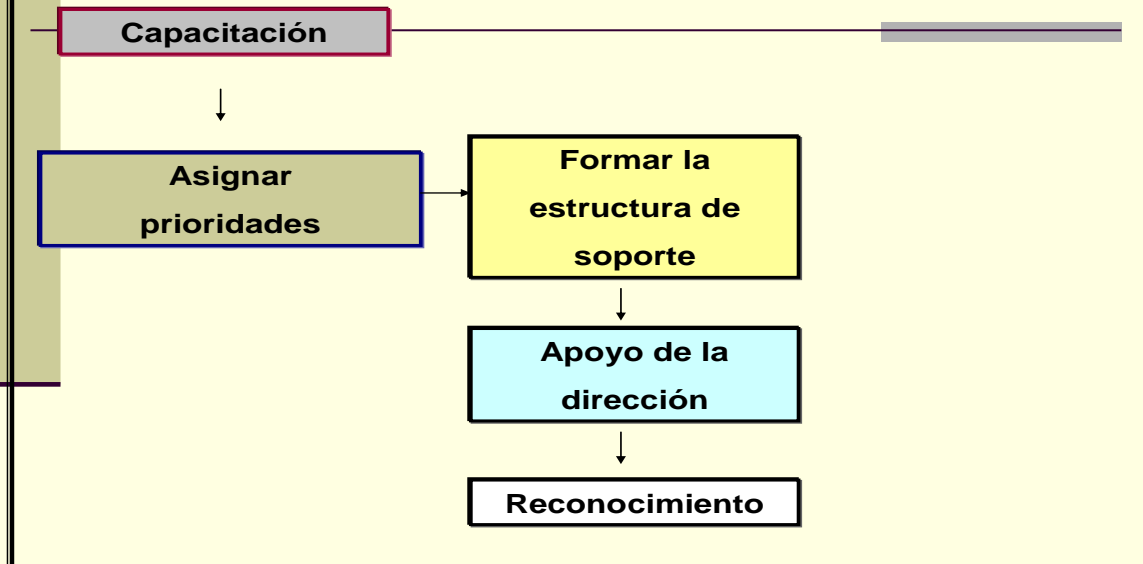 Capacitación
Asignar
prioridades
Formar la
estructura de
soporte
Apoyo de la
dirección
Reconocimiento